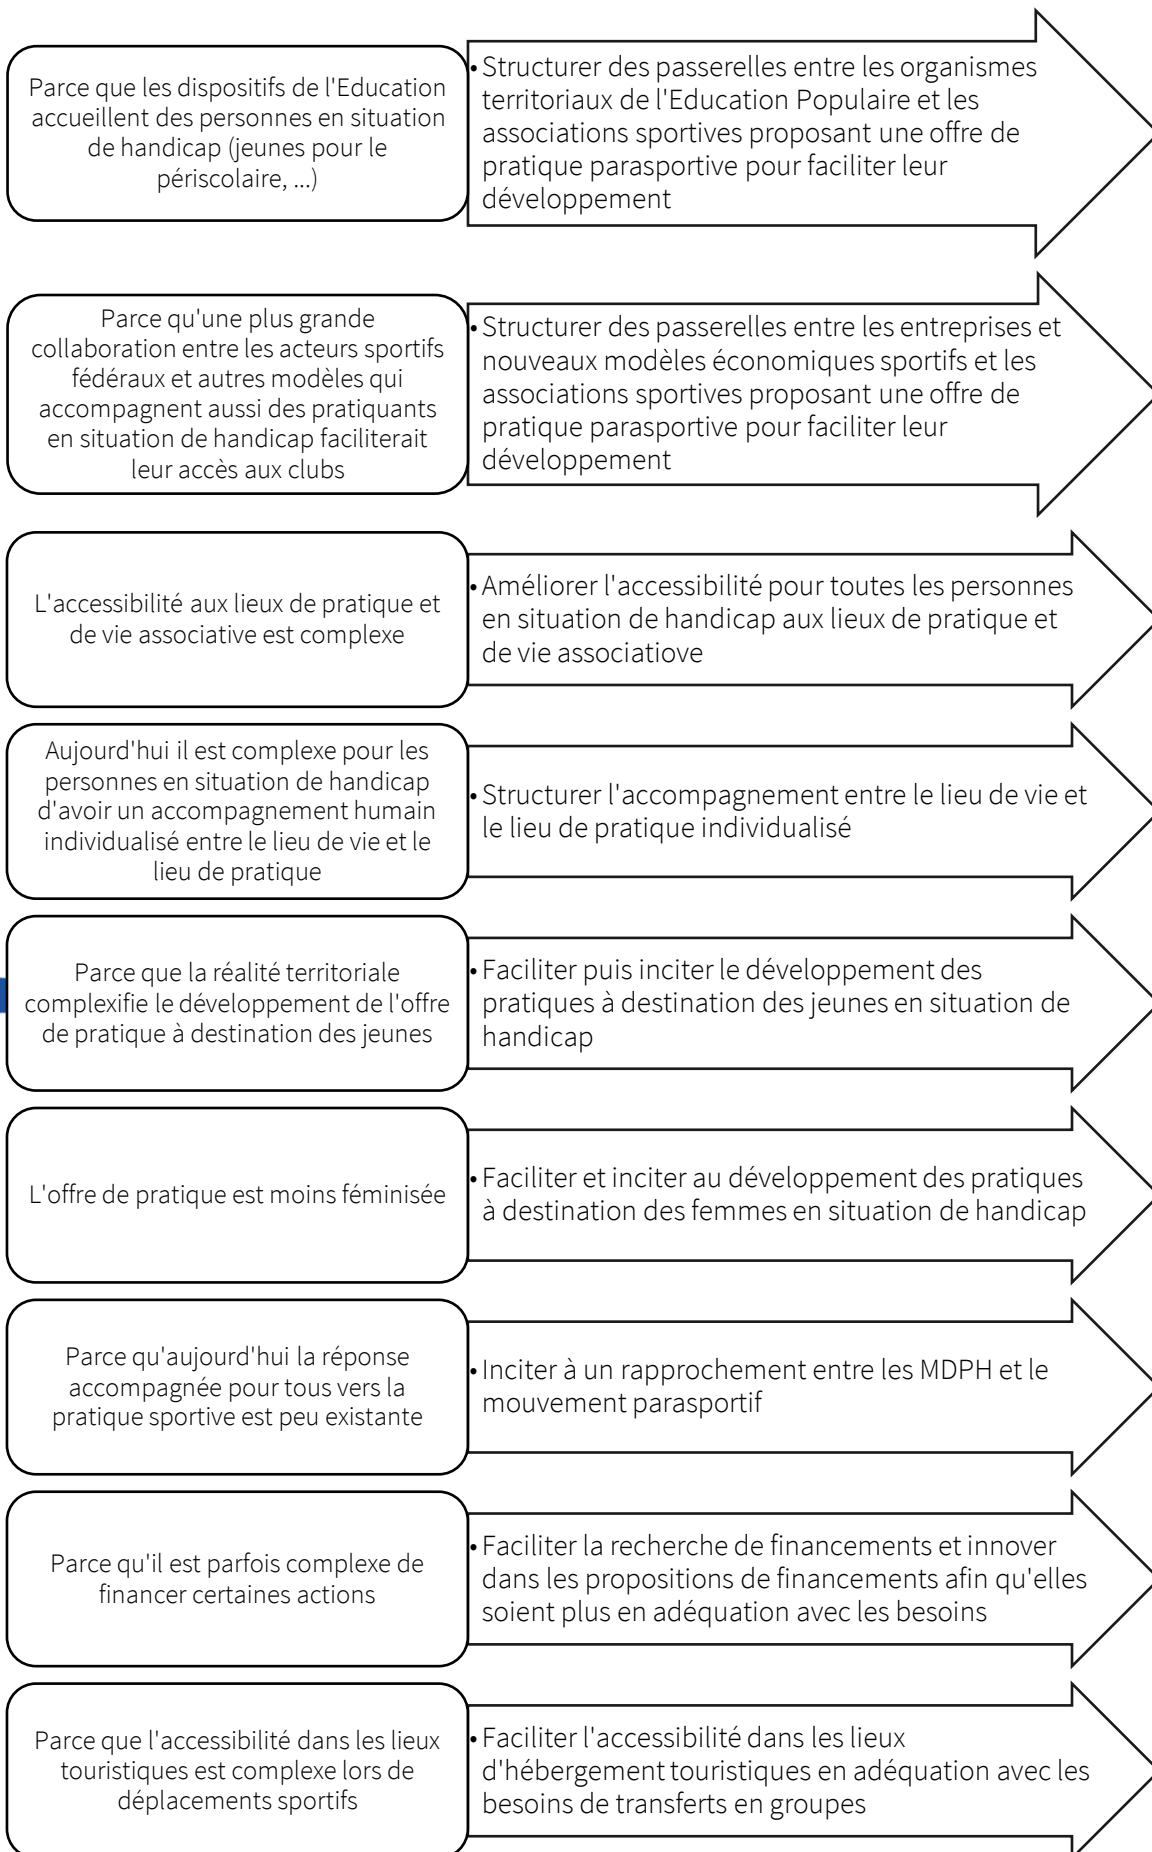 Parce que les dispositifs de l'Education
accueillent des personnes en situation
de handicap (jeunes pour le
périscolaire, ...)
• Structurer des passerelles entre les organismes
territoriaux de l'Education Populaire et les
associations sportives proposant une offre de
pratique parasportive pour faciliter leur
développement
Parce qu'une plus grande
collaboration entre les acteurs sportifs
fédéraux et autres modèles qui
accompagnent aussi des pratiquants
en situation de handicap faciliterait
leur accès aux clubs
• Structurer des passerelles entre les entreprises et
nouveaux modèles économiques sportifs et les
associations sportives proposant une offre de
pratique parasportive pour faciliter leur
développement
L'accessibilité aux lieux de pratique et
de vie associative est complexe
• Améliorer l'accessibilité pour toutes les personnes
en situation de handicap aux lieux de pratique et
de vie associatiove
Aujourd'hui il est complexe pour les
personnes en situation de handicap
d'avoir un accompagnement humain
individualisé entre le lieu de vie et le
lieu de pratique
• Structurer l'accompagnement entre le lieu de vie et
le lieu de pratique individualisé
Parce que la réalité territoriale
complexifie le développement de l'offre
de pratique à destination des jeunes
• Faciliter puis inciter le développement des
pratiques à destination des jeunes en situation de
handicap
L'offre de pratique est moins féminisée
• Faciliter et inciter au développement des pratiques
à destination des femmes en situation de handicap
Parce qu'aujourd'hui la réponse
accompagnée pour tous vers la
pratique sportive est peu existante
• Inciter à un rapprochement entre les MDPH et le
mouvement parasportif
Parce qu'il est parfois complexe de
financer certaines actions
• Faciliter la recherche de financements et innover
dans les propositions de financements afin qu'elles
soient plus en adéquation avec les besoins
Parce que l'accessibilité dans les lieux
touristiques est complexe lors de
déplacements sportifs
• Faciliter l'accessibilité dans les lieux
d'hébergement touristiques en adéquation avec les
besoins de transferts en groupes